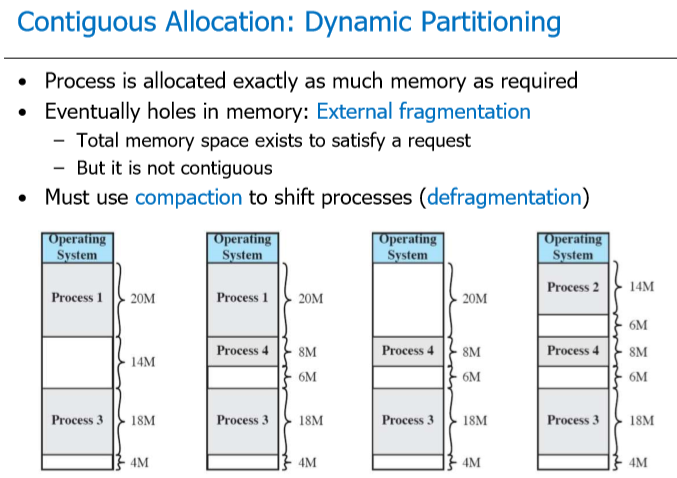 Contiguous Allocation: Dynamic Partitioning
• Process is allocated exactly as much memory as required
• Eventually holes in memory: External fragmentation
– Total memory space exists to satisfy a request
– But it is not contiguous
• Must use compaction to shift processes (defragmentation)
Operating
System
Process 1
20M
14M
Process 3
18M
4M
Operating
System
Process 1
20M
Process 4
8M
6M
Process 3
18M
4M
Operating
System
20M
Process 4
8M
6M
Process 3
18M
4M
Operating
System
Process 2
14M
6M
Process 4
8M
6M
Process 3
18M
4M